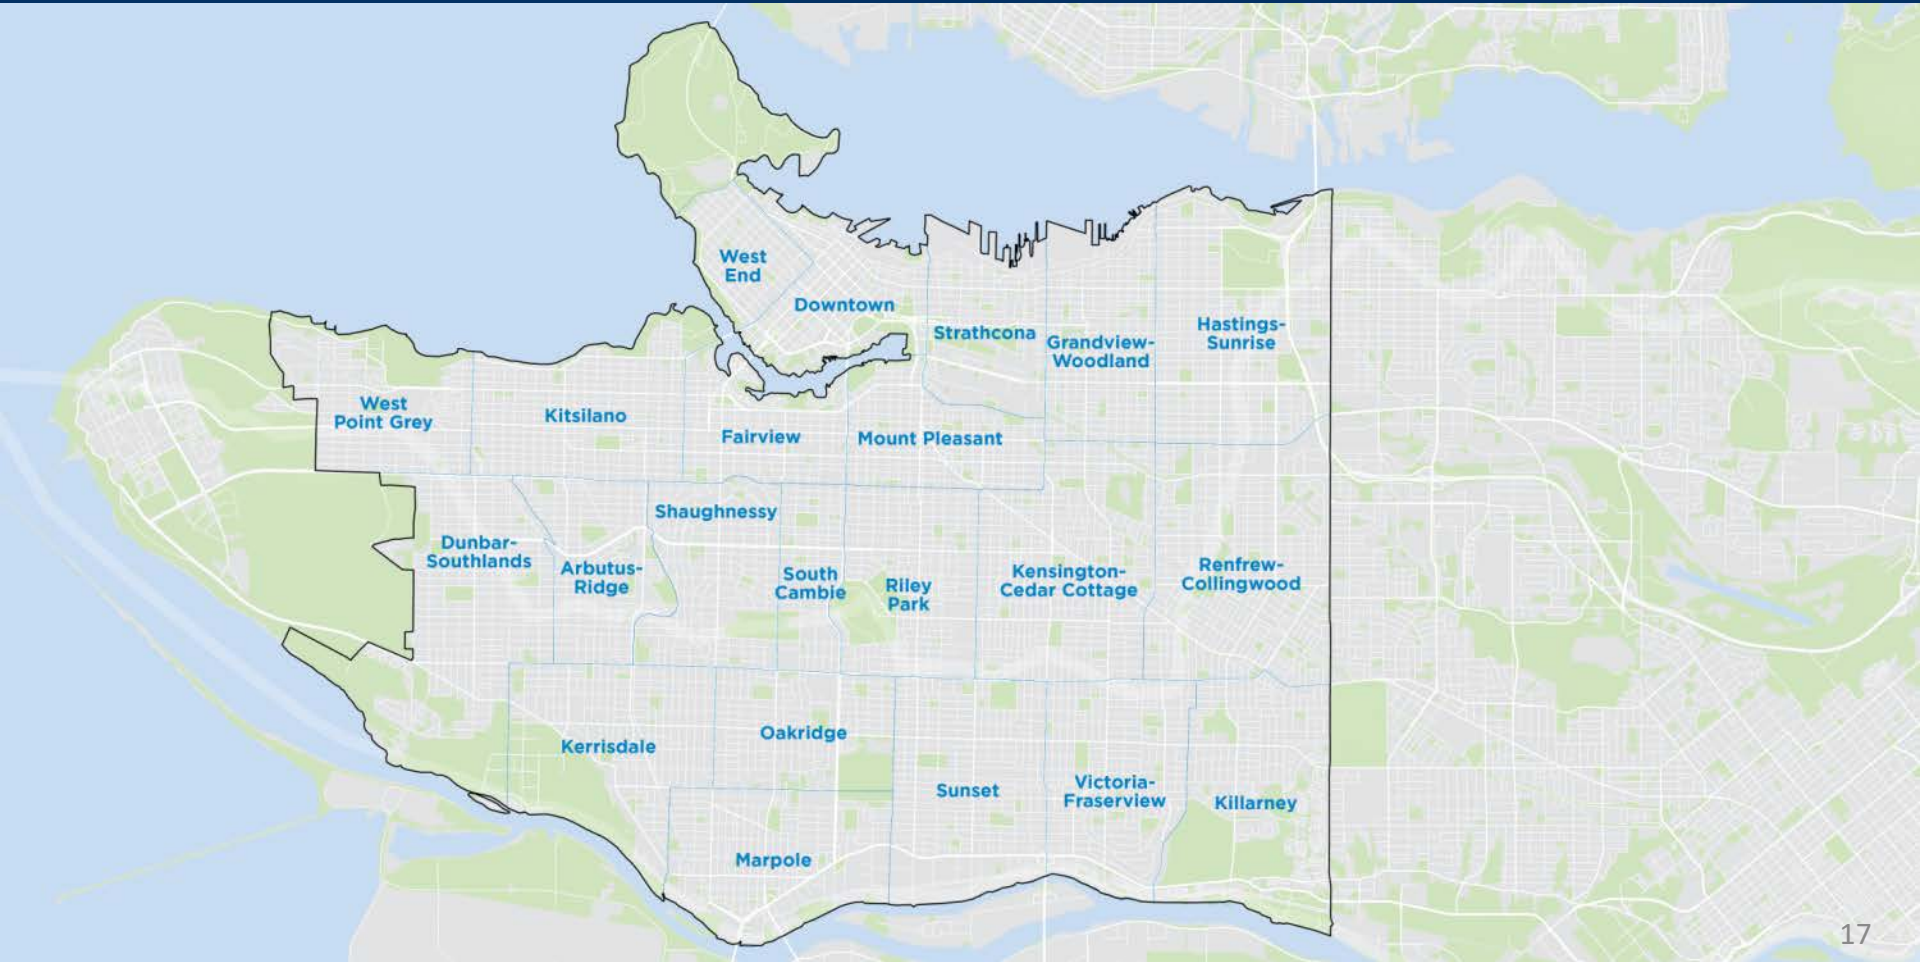 West
End
Downtown
Strathcona
Grandview-
Woodland
Hastings-
Sunrise
West
Point Grey
Kitsilano
Fairview
Mount Pleasant
Shaughnessy
Dunbar-
Southlands
Arbutus-
Ridge
South
Cambie
Riley
Park
Kensington-
Cedar Cottage
Renfrew-
Collingwood
Kerrisdale
Oakridge
Sunset
Victoria-
Fraserview
Killarney
Marpole
17